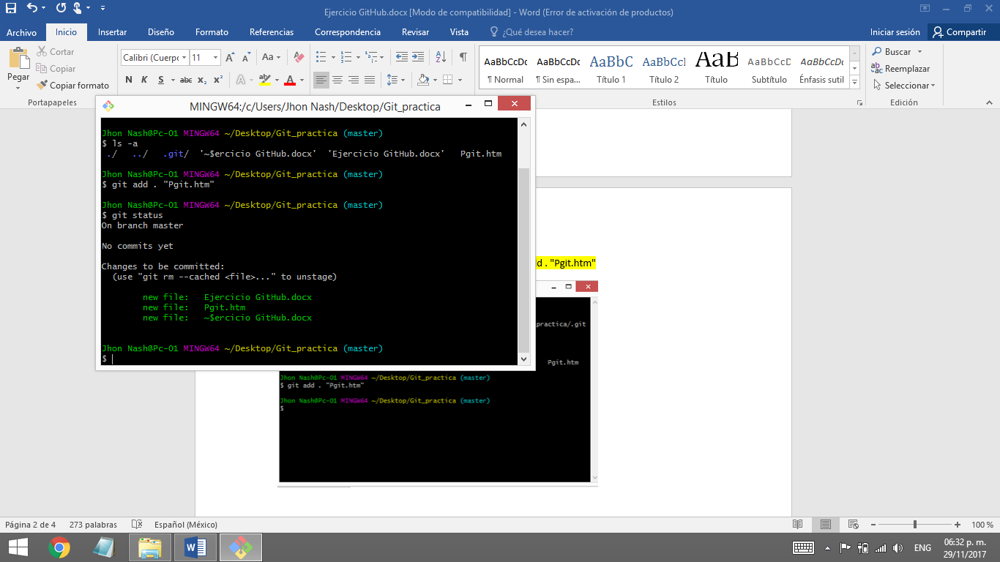 Ejercicio GitHub.docx [Modo de compatibilidad] - Word (Error de activación de productos)
Archivo Inicio Insertar Diseño Formato Referencias Correspondencia Revisar Vista ¿Qué desea hacer? Iniciar sesión Compartir
Pegar
Cortar
Copiar
Copiar formato
Portapapeles
Calibri (Cuerpo 11
N K S abc x₂ x²
AaBbCcDc AaBbCcDc AaBbC AaBbCcI AaB AaBbCcD AaBbCcDc
¶ Normal ¶ Sin espa... Título 1 Título 2 Título Subtítulo Énfasis sutil
Estilos
Buscar
Reemplazar
Seleccionar
Edición
MINGW64:/c/Users/Jhon Nash/Desktop/Git_practica
Jhon Nash@Pc-01 MINGW64 ~/Desktop/Git_practica (master)
$ ls -a
./ ../ .git/ '~$ercicio GitHub.docx' 'Ejercicio GitHub.docx' Pgit.htm
Jhon Nash@Pc-01 MINGW64 ~/Desktop/Git_practica (master)
$ git add . "Pgit.htm"
Jhon Nash@Pc-01 MINGW64 ~/Desktop/Git_practica (master)
$ git status
On branch master
No commits yet
Changes to be committed:
(use "git rm --cached <file>..." to unstage)
new file: Ejercicio GitHub.docx
new file: Pgit.htm
new file: ~$ercicio GitHub.docx
Jhon Nash@Pc-01 MINGW64 ~/Desktop/Git_practica (master)
$
. "Pgit.htm"
practica/.git
Pgit.htm
Jhon Nash@Pc-01 MINGW64 ~/Desktop/Git_practica (master)
$ git add . "Pgit.htm"
Jhon Nash@Pc-01 MINGW64 ~/Desktop/Git_practica (master)
$
Página 2 de 4 273 palabras Español (México) 100 %
ENG
06:32 p. m.
29/11/2017